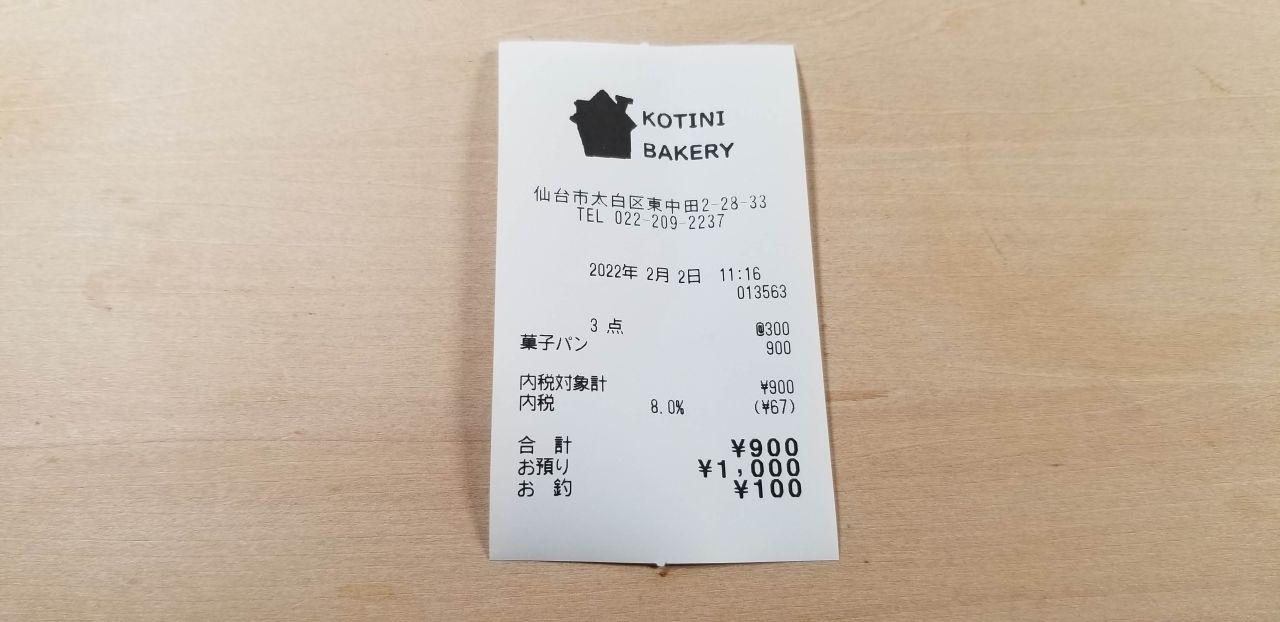 KOTINI
BAKERY
仙台市太白区東中田2-28-33
TEL 022-209-2237
2022年 2月 2日 11:16
013563
3 点 @300
菓子パン 900
内税対象計 ¥900
内税 8.0% (¥67)
合 計 ¥900
お預り ¥1,000
お 釣 ¥100